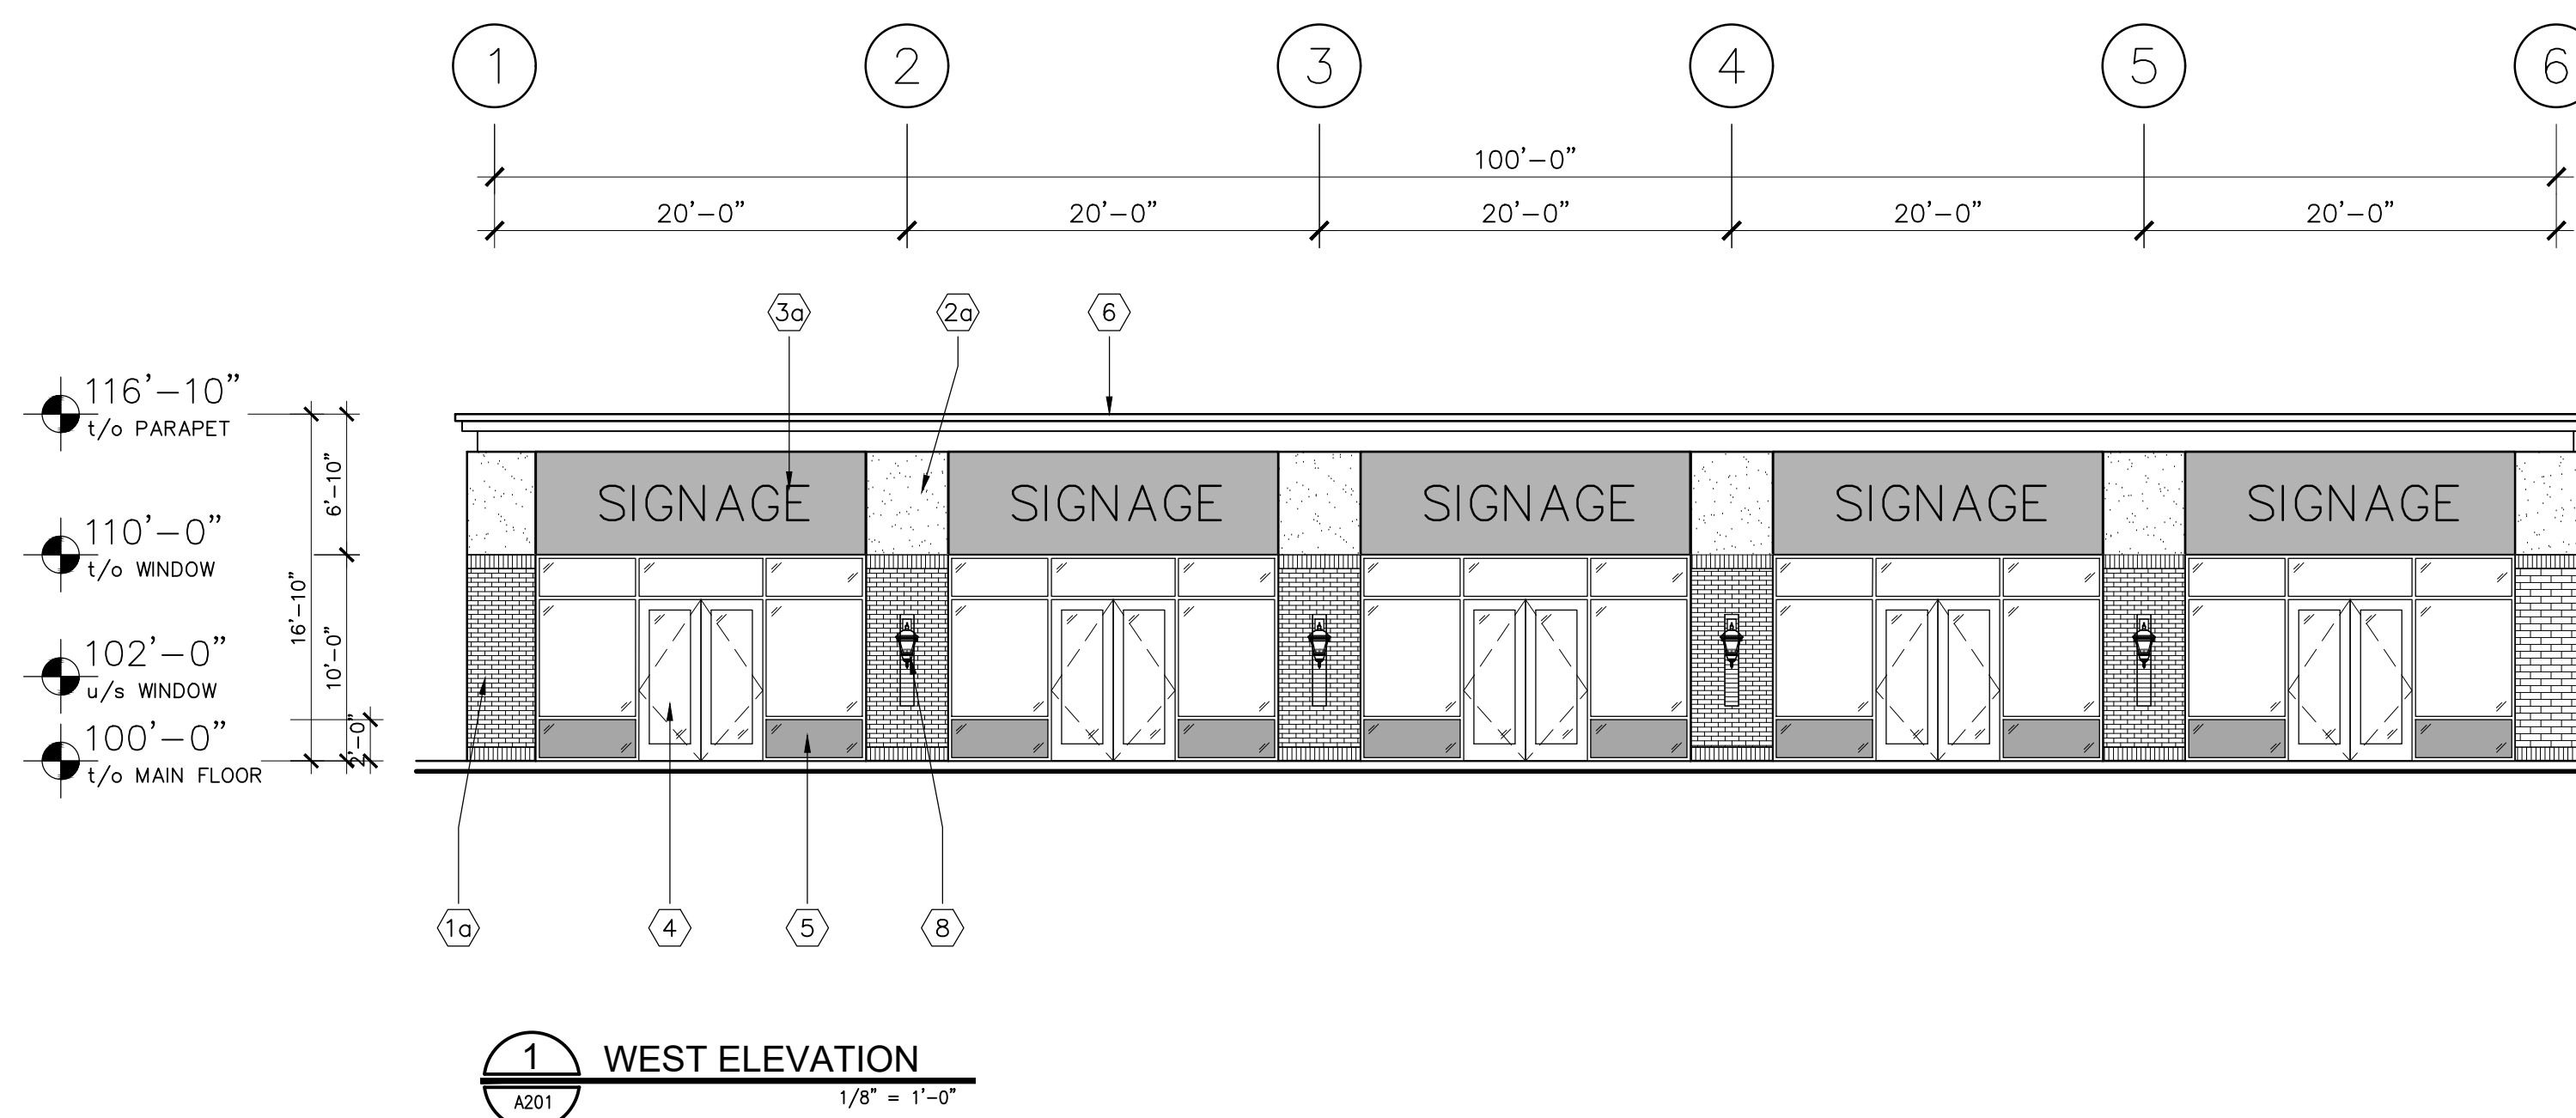 1 2 3 4 5 6
100'-0"
20'-0" 20'-0" 20'-0" 20'-0" 20'-0"
3a 2a 6
116'-10"
t/o PARAPET
6'-10"
110'-0"
t/o WINDOW
SIGNAGE SIGNAGE SIGNAGE SIGNAGE SIGNAGE
16'-10"
10'-0"
102'-0"
u/s WINDOW
2'-0"
100'-0"
t/o MAIN FLOOR
1a 4 5 8
1 WEST ELEVATION
A201 1/8" = 1'-0"